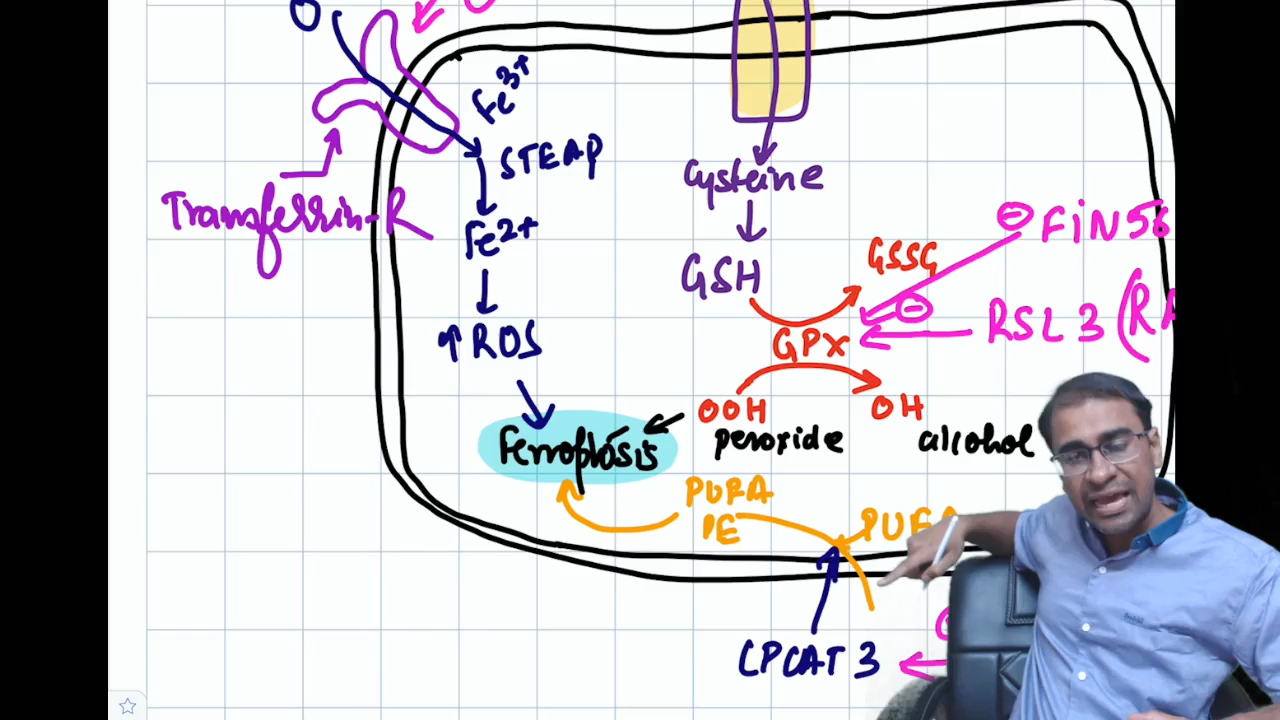 Fe3+
STEAP
Transferrin-R
Fe2+
↑ROS
Ferroptosis
Cysteine
GSH
GSSG
GPX
OOH
OH
peroxide
alcohol
⊖ FIN56
⊖
RSL3 (RA
PUFA
PE
PUFA
LPCAT3